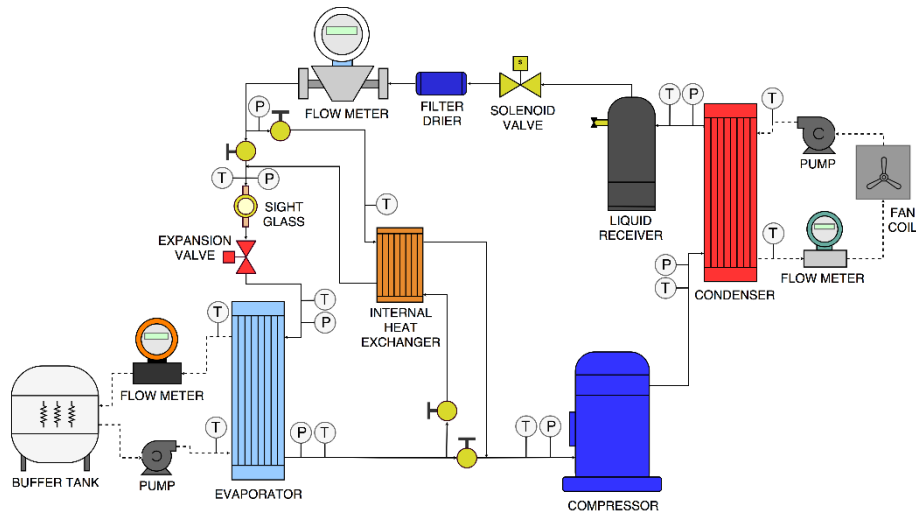 S
FLOW METER
FILTER
DRIER
SOLENOID
VALVE
P
T
P
T
C
PUMP
FAN
COIL
T
P
SIGHT
GLASS
T
LIQUID
RECEIVER
EXPANSION
VALVE
P
T
T
FLOW METER
CONDENSER
T
T
P
INTERNAL
HEAT
EXCHANGER
FLOW METER
T
C
PUMP
BUFFER TANK
P
T
EVAPORATOR
T
P
COMPRESSOR